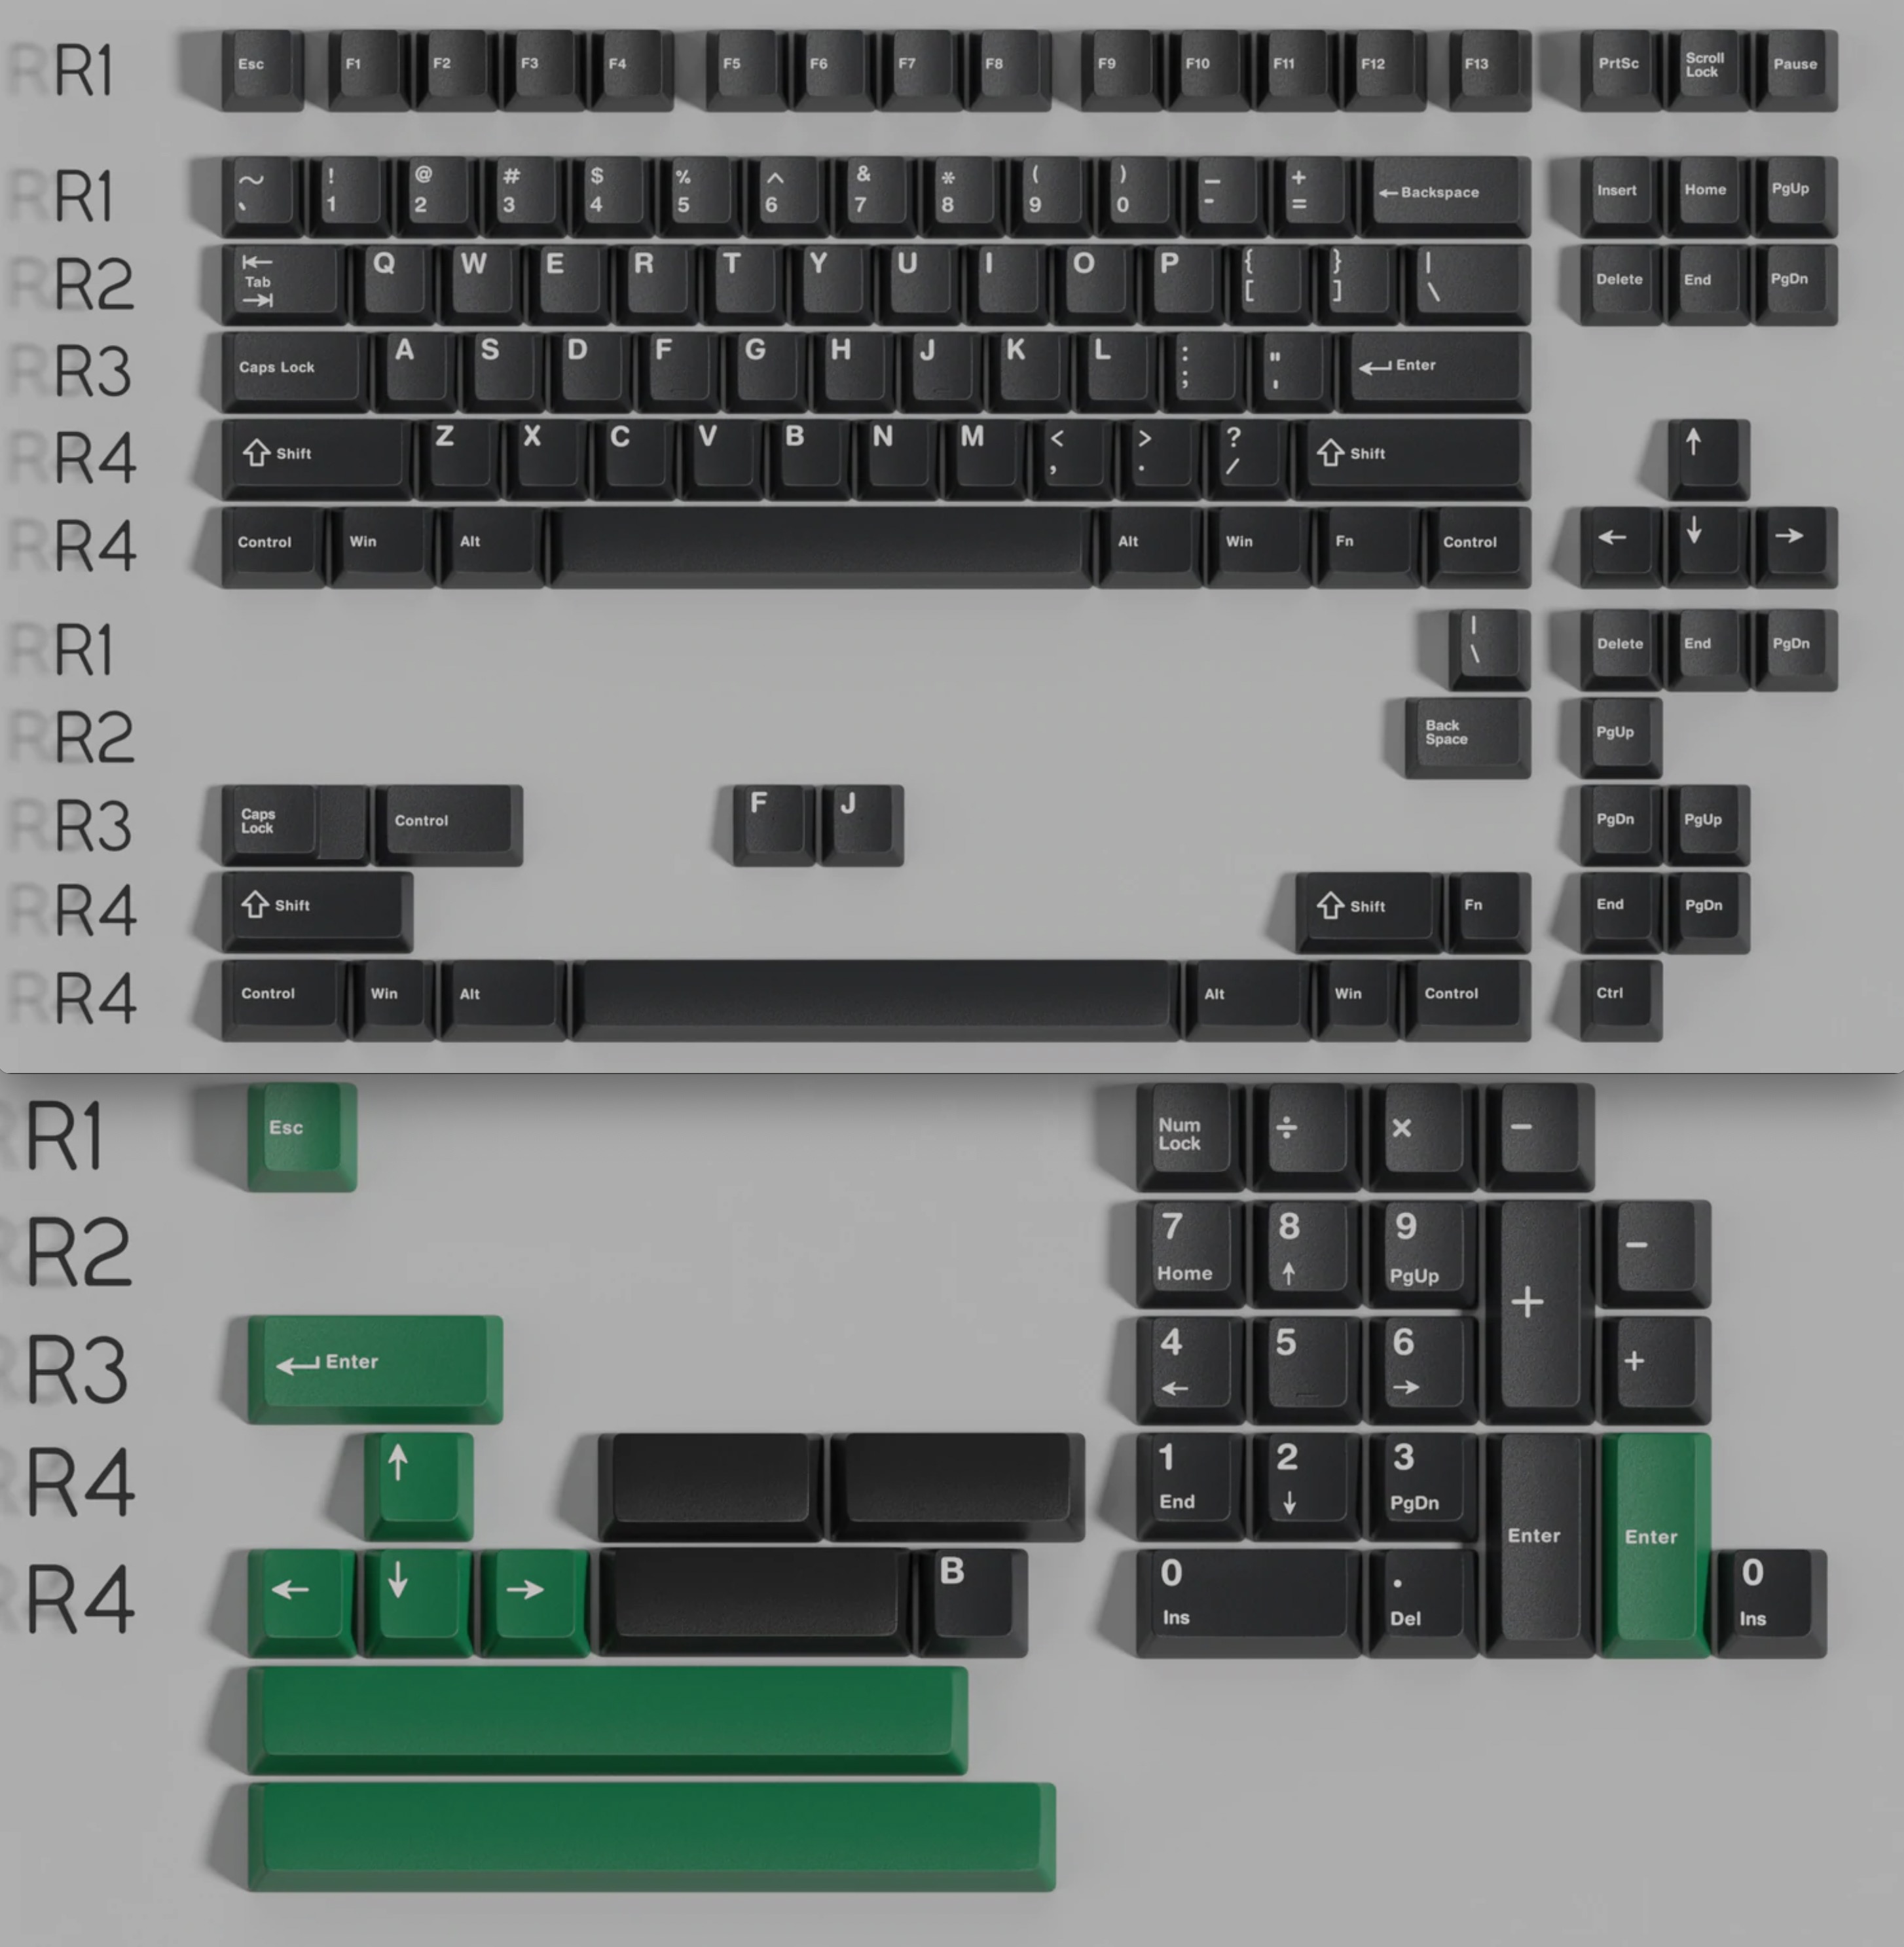 R1 Esc F1 F2 F3 F4 F5 F6 F7 F8 F9 F10 F11 F12 F13 PrtSc Scroll Lock Pause
R1 ~ ` ! 1 @ 2 # 3 $ 4 % 5 ^ 6 & 7 * 8 ( 9 ) 0 _ - + = ← Backspace Insert Home PgUp
R2 Tab Q W E R T Y U I O P { [ } ] | \ Delete End PgDn
R3 Caps Lock A S D F G H J K L : ; " ' Enter
R4 Shift Z X C V B N M < , > . ? / Shift ↑
R4 Control Win Alt Alt Win Fn Control ← ↓ →
R1 | \ Delete End PgDn
R2 Back Space PgUp
R3 Caps Lock Control F J PgDn PgUp
R4 Shift Shift Fn End PgDn
R4 Control Win Alt Alt Win Control Ctrl
R1 Esc Num Lock ÷ × −
R2 7 Home 8 ↑ 9 PgUp + −
R3 Enter 4 ← 5 6 → +
R4 ↑ 1 End 2 ↓ 3 PgDn Enter Enter
R4 ← ↓ → B 0 Ins . Del 0 Ins